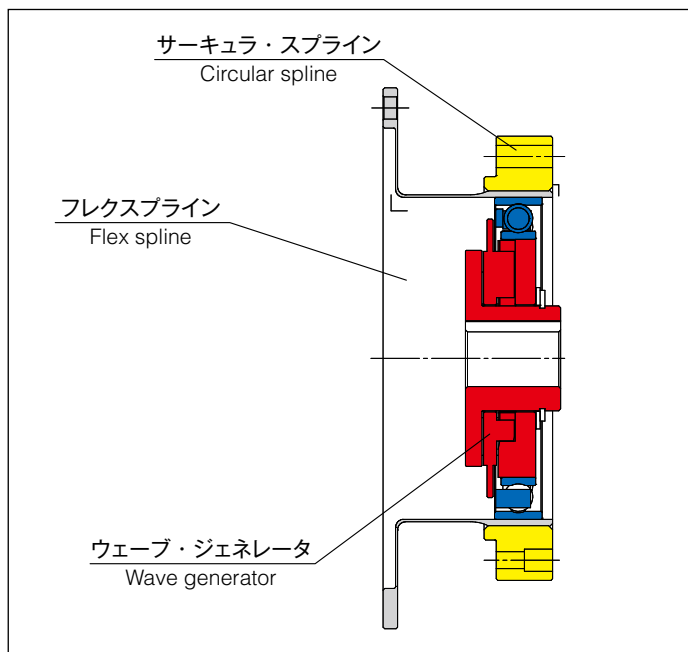 サーキュラ・スプライン
Circular spline
フレクスプライン
Flex spline
ウェーブ・ジェネレータ
Wave generator